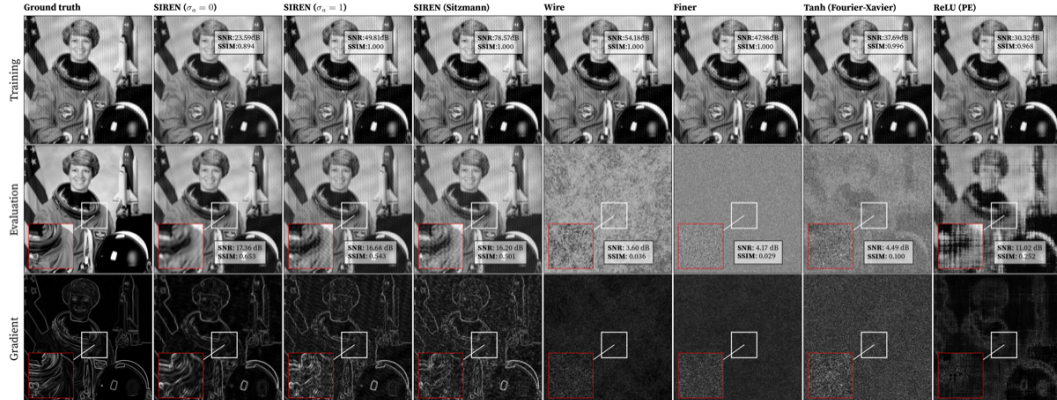 Ground truth
SIREN (σₙ = 0)
SIREN (σₙ = 1)
SIREN (Sitzmann)
Wire
Finer
Tanh (Fourier-Xavier)
ReLU (PE)
Training
SNR:23.59dB
SSIM:0.894
SNR:49.81dB
SSIM:1.000
SNR:78.57dB
SSIM:1.000
SNR:54.18dB
SSIM:1.000
SNR:47.98dB
SSIM:1.000
SNR:37.69dB
SSIM:0.996
SNR:30.32dB
SSIM:0.968
Evaluation
SNR: 17.36 dB
SSIM: 0.653
SNR: 16.68 dB
SSIM: 0.543
SNR: 16.20 dB
SSIM: 0.501
SNR: 3.60 dB
SSIM: 0.036
SNR: 4.17 dB
SSIM: 0.029
SNR: 4.49 dB
SSIM: 0.100
SNR: 11.02 dB
SSIM: 0.252
Gradient